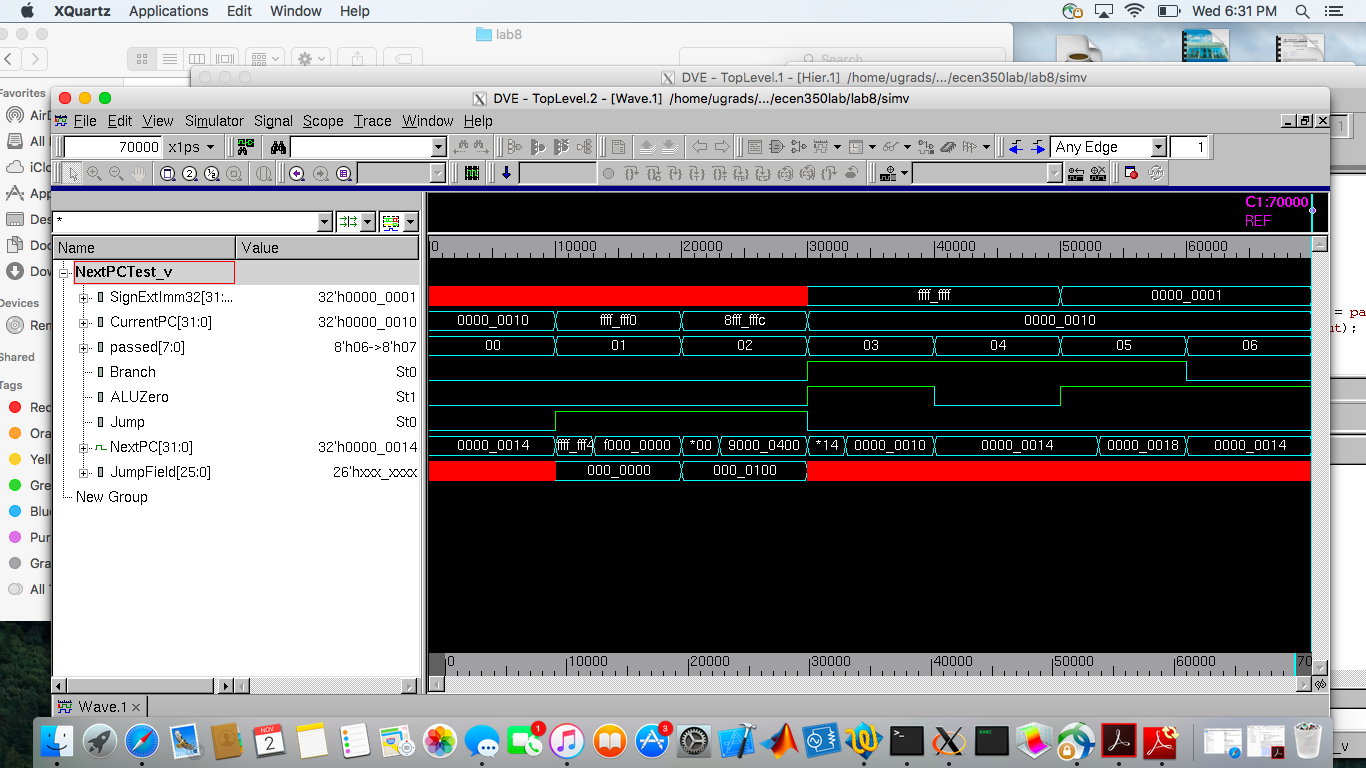 XQuartz Applications Edit Window Help Wed 6:31 PM
lab8
Search
DVE - TopLevel.1 - [Hier.1] /home/ugrads/.../ecen350lab/lab8/simv
DVE - TopLevel.2 - [Wave.1] /home/ugrads/.../ecen350lab/lab8/simv
File Edit View Simulator Signal Scope Trace Window Help
70000 x1ps Any Edge 1
C1:70000
REF
*
Name Value
0 10000 20000 30000 40000 50000 60000
NextPCTest_v
SignExtImm32[31:... 32'h0000_0001 ffff_ffff 0000_0001
CurrentPC[31:0] 32'h0000_0010 0000_0010 ffff_fff0 8fff_fffc 0000_0010
passed[7:0] 8'h06->8'h07 00 01 02 03 04 05 06
Branch St0
ALUZero St1
Jump St0
NextPC[31:0] 32'h0000_0014 0000_0014 ffff_fff4 f000_0000 *00 9000_0400 *14 0000_0010 0000_0014 0000_0018 0000_0014
JumpField[25:0] 26'hxxx_xxxx 000_0000 000_0100
New Group
0 10000 20000 30000 40000 50000 60000 70
Wave.1
Favorites
AirD
All
iClo
App
Des
Doc
Dow
Devices
Rem
Shared
Tags
Red
Ora
Yell
Gre
Blue
Pur
Gra
All T
= pa
ut);
1
NOV
2
1
3
EXEC
_v